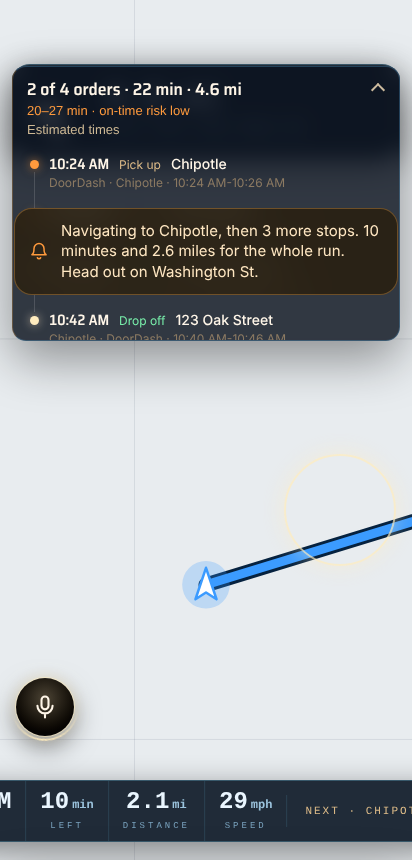 2 of 4 orders · 22 min · 4.6 mi
20–27 min · on-time risk low
Estimated times
10:24 AM Pick up Chipotle
DoorDash · Chipotle · 10:24 AM-10:26 AM
Navigating to Chipotle, then 3 more stops. 10
minutes and 2.6 miles for the whole run.
Head out on Washington St.
10:42 AM Drop off 123 Oak Street
Chipotle · DoorDash · 10:40 AM-10:46 AM
M 10 min 2.1 mi 29 mph NEXT · CHIPOT
LEFT DISTANCE SPEED